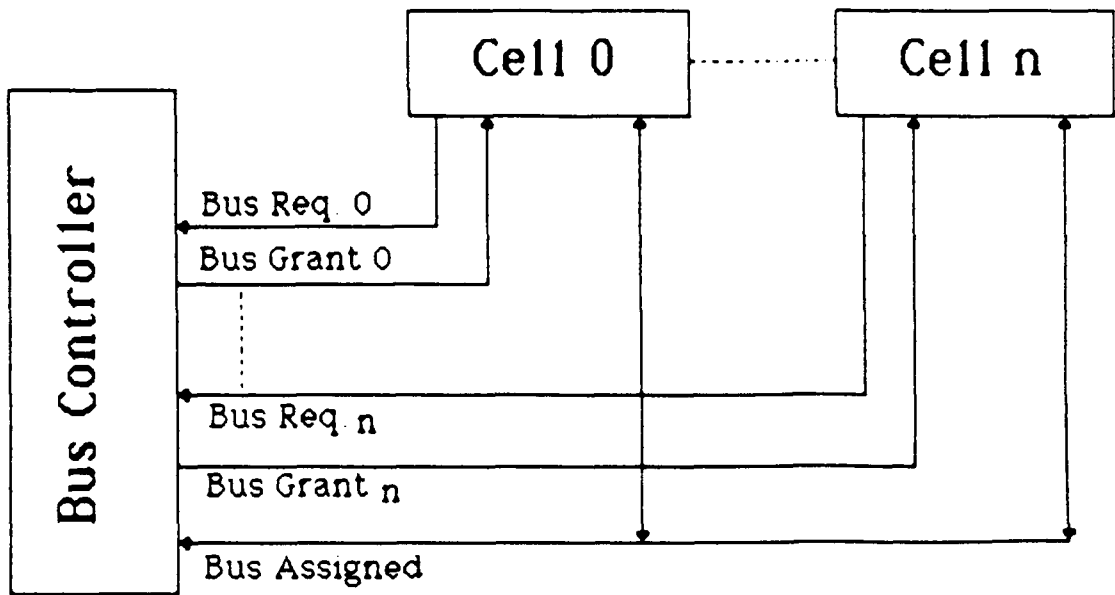 Cell 0
Cell n
Bus Controller
Bus Req. 0
Bus Grant 0
Bus Req. n
Bus Grant n
Bus Assigned